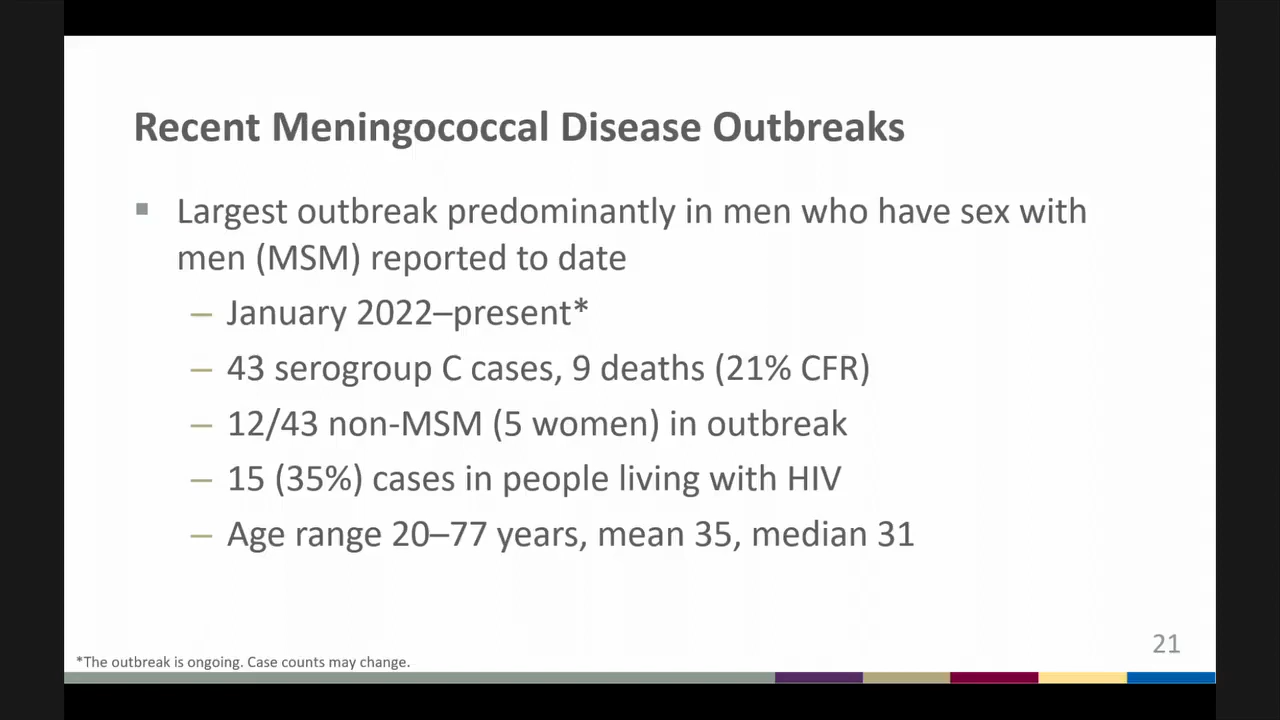 Recent Meningococcal Disease Outbreaks
▪ Largest outbreak predominantly in men who have sex with
men (MSM) reported to date
– January 2022–present*
– 43 serogroup C cases, 9 deaths (21% CFR)
– 12/43 non-MSM (5 women) in outbreak
– 15 (35%) cases in people living with HIV
– Age range 20–77 years, mean 35, median 31
21
*The outbreak is ongoing. Case counts may change.